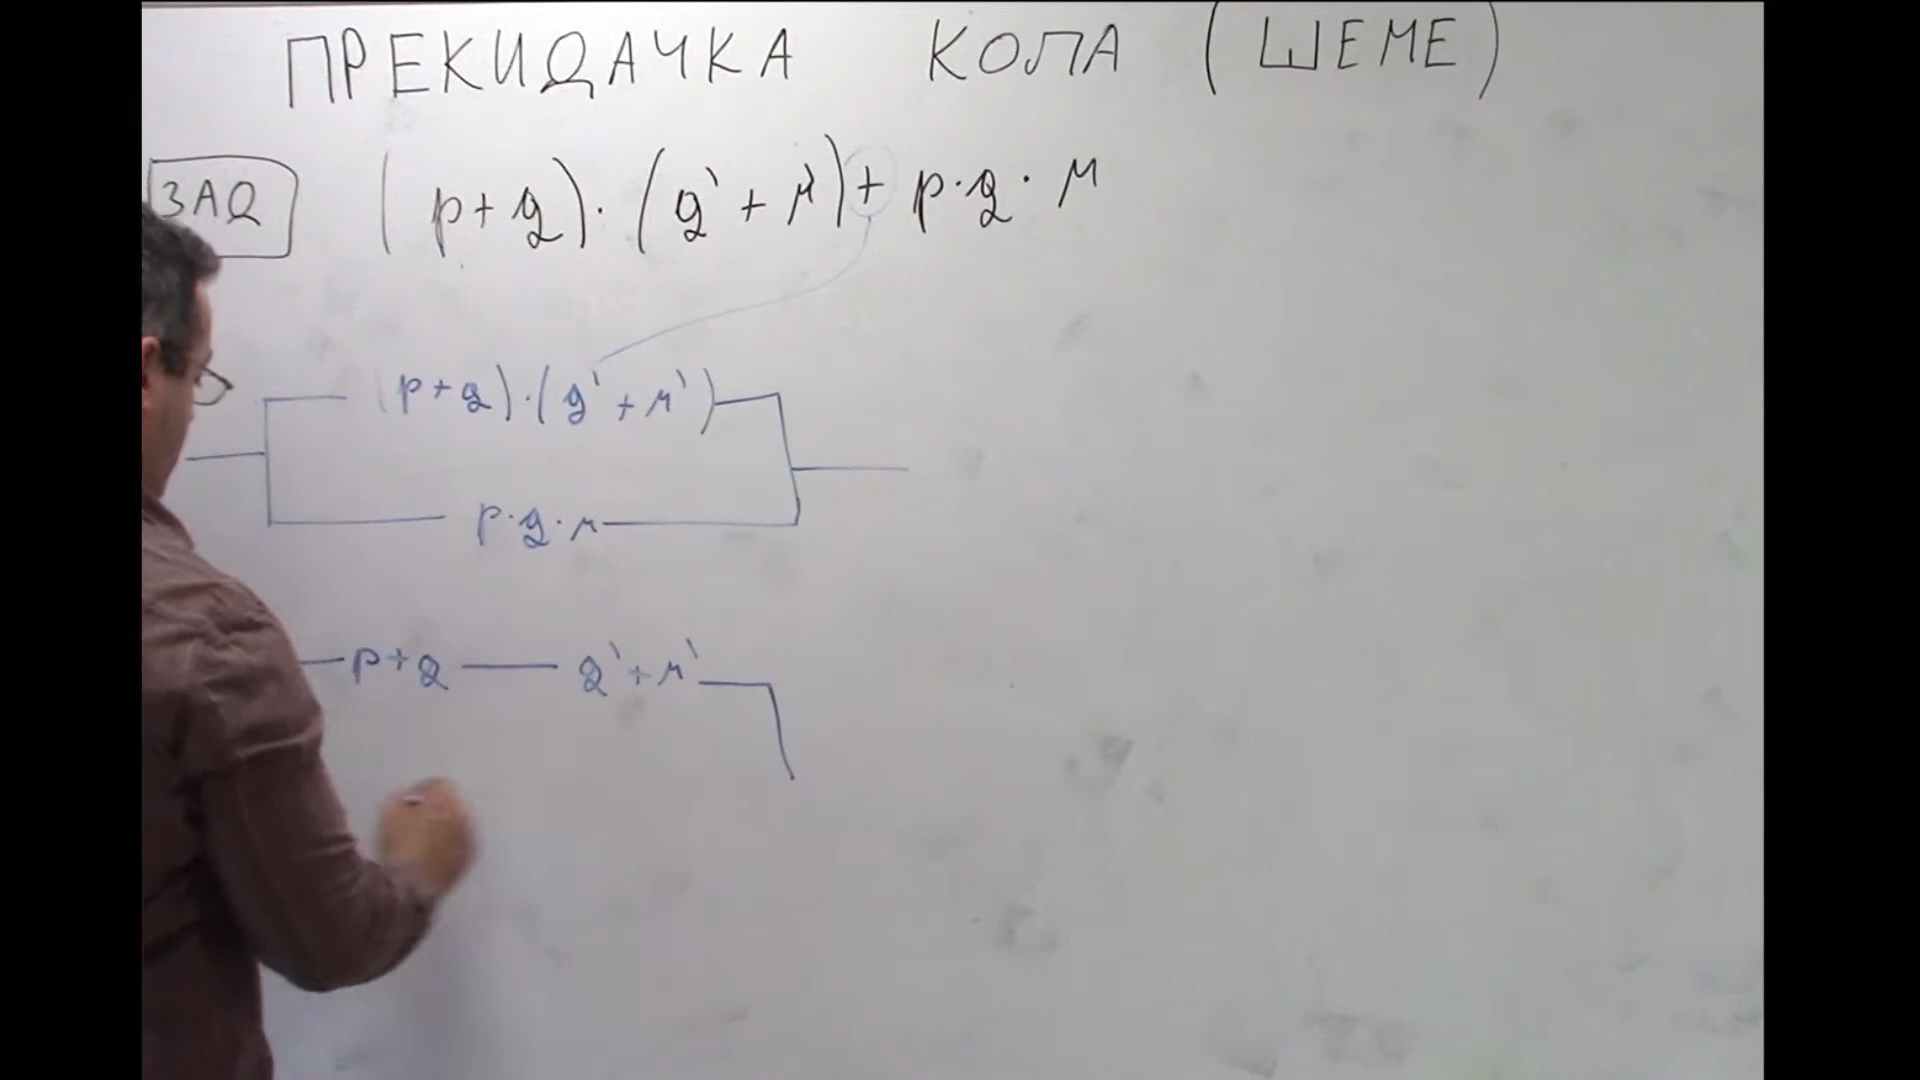 ПРЕКИДАЧКА КОЛА (ШЕМЕ)
ЗАД (p+q)·(q'+r')+p·q·r
(p+q)·(q'+r')
p·q·r
p+q q'+r'